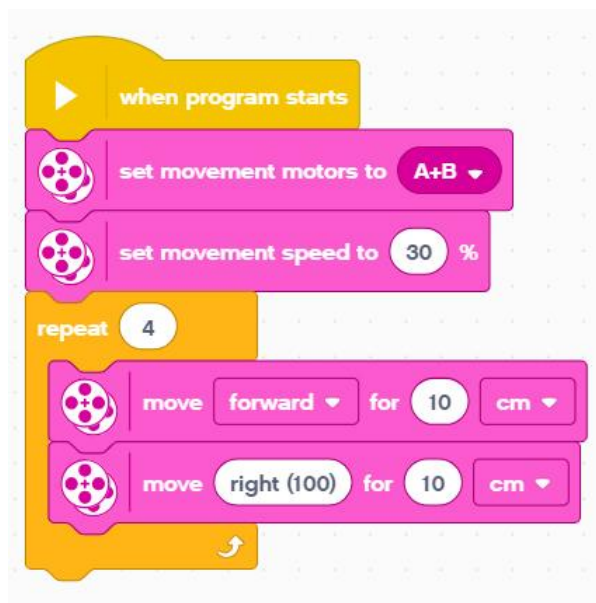 when program starts
set movement motors to A+B
set movement speed to 30 %
repeat 4
move forward for 10 cm
move right (100) for 10 cm